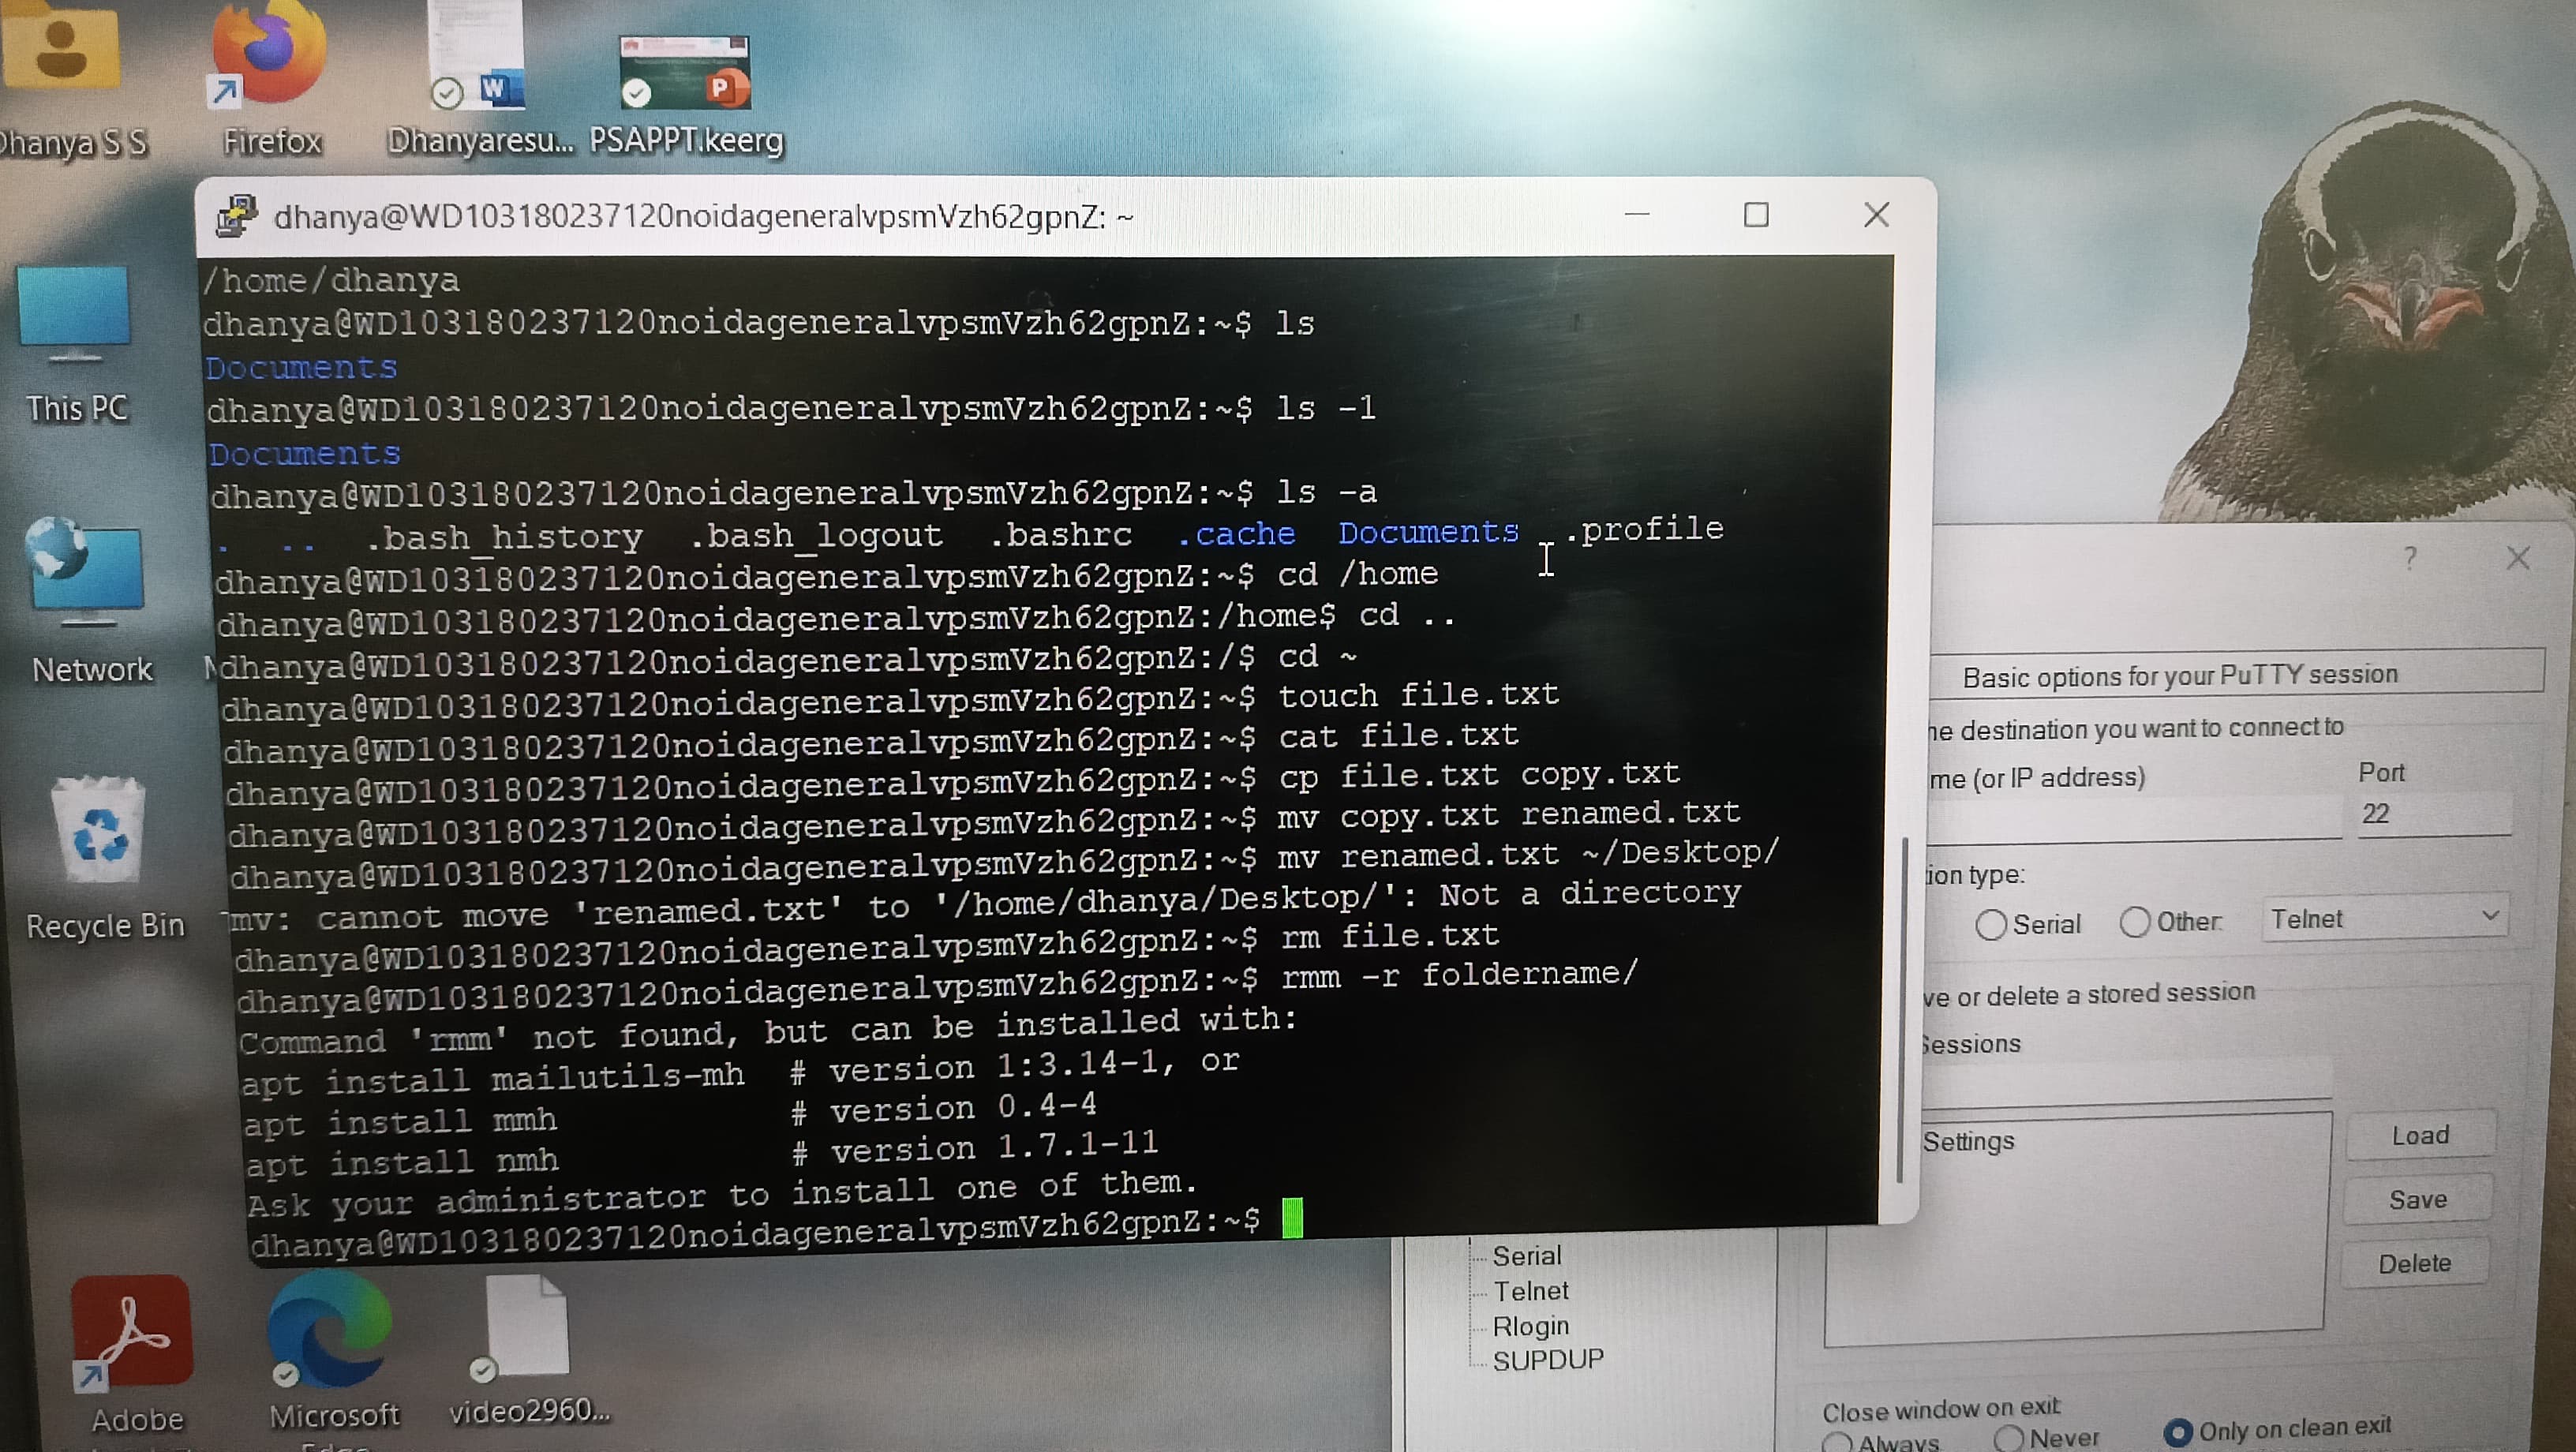 Dhanya S S
Firefox
Dhanyaresu...
PSAPPT.keerg
dhanya@WD103180237120noidageneralvpsmVzh62gpnZ: ~
/home/dhanya
dhanya@WD103180237120noidageneralvpsmVzh62gpnZ:~$ ls
Documents
dhanya@WD103180237120noidageneralvpsmVzh62gpnZ:~$ ls -1
Documents
dhanya@WD103180237120noidageneralvpsmVzh62gpnZ:~$ ls -a
. .. .bash_history .bash_logout .bashrc .cache Documents .profile
dhanya@WD103180237120noidageneralvpsmVzh62gpnZ:~$ cd /home
dhanya@WD103180237120noidageneralvpsmVzh62gpnZ:/home$ cd ..
dhanya@WD103180237120noidageneralvpsmVzh62gpnZ:/$ cd ~
dhanya@WD103180237120noidageneralvpsmVzh62gpnZ:~$ touch file.txt
dhanya@WD103180237120noidageneralvpsmVzh62gpnZ:~$ cat file.txt
dhanya@WD103180237120noidageneralvpsmVzh62gpnZ:~$ cp file.txt copy.txt
dhanya@WD103180237120noidageneralvpsmVzh62gpnZ:~$ mv copy.txt renamed.txt
dhanya@WD103180237120noidageneralvpsmVzh62gpnZ:~$ mv renamed.txt ~/Desktop/
mv: cannot move 'renamed.txt' to '/home/dhanya/Desktop/': Not a directory
dhanya@WD103180237120noidageneralvpsmVzh62gpnZ:~$ rm file.txt
dhanya@WD103180237120noidageneralvpsmVzh62gpnZ:~$ rmm -r foldername/
Command 'rmm' not found, but can be installed with:
apt install mailutils-mh # version 1:3.14-1, or
apt install mmh # version 0.4-4
apt install nmh # version 1.7.1-11
Ask your administrator to install one of them.
dhanya@WD103180237120noidageneralvpsmVzh62gpnZ:~$
This PC
Network
Recycle Bin
Adobe
Microsoft
Edge
video2960...
?
Basic options for your PuTTY session
he destination you want to connect to
me (or IP address)
Port
22
ion type:
Serial
Other:
Telnet
ve or delete a stored session
Sessions
Settings
Load
Save
Delete
Serial
Telnet
Rlogin
SUPDUP
Close window on exit:
Always
Never
Only on clean exit